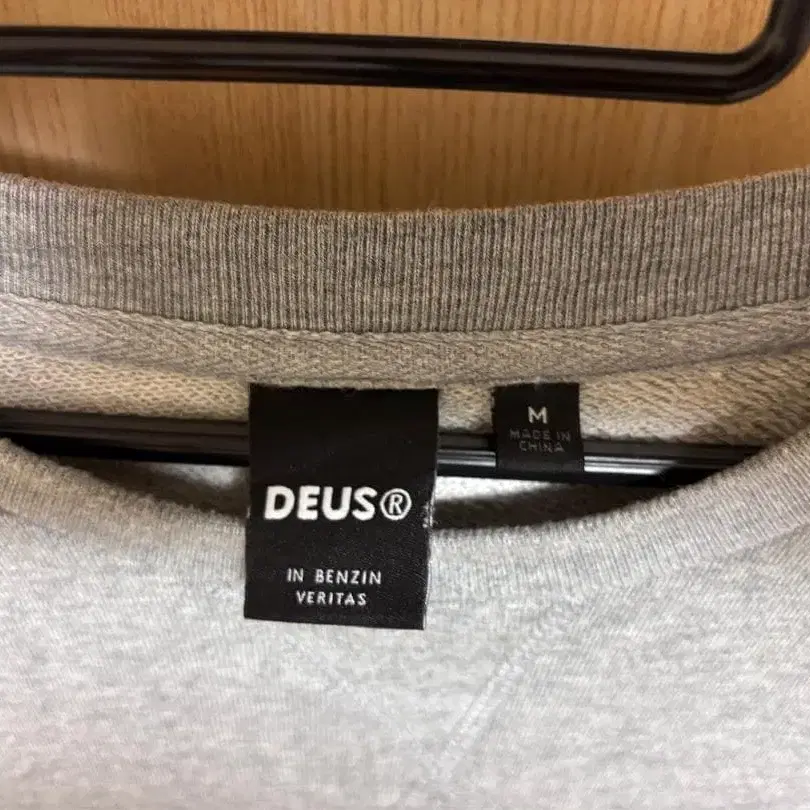 DEUS®
IN BENZIN
VERITAS
M
MADE IN
CHINA